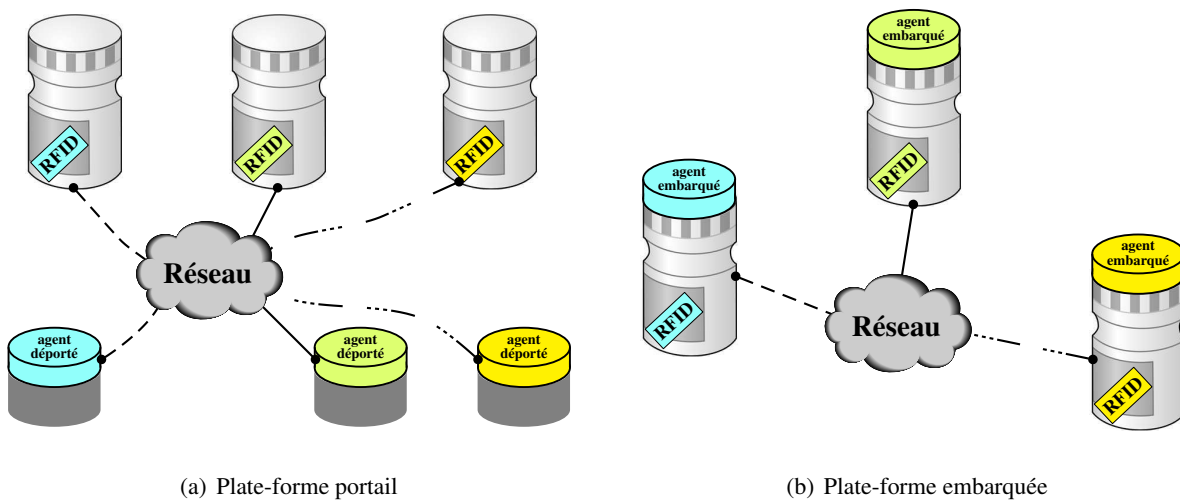 RFID
RFID
RFID
Réseau
agent
déporté
agent
déporté
agent
déporté
(a) Plate-forme portail
agent
embarqué
RFID
agent
embarqué
RFID
agent
embarqué
RFID
Réseau
(b) Plate-forme embarquée